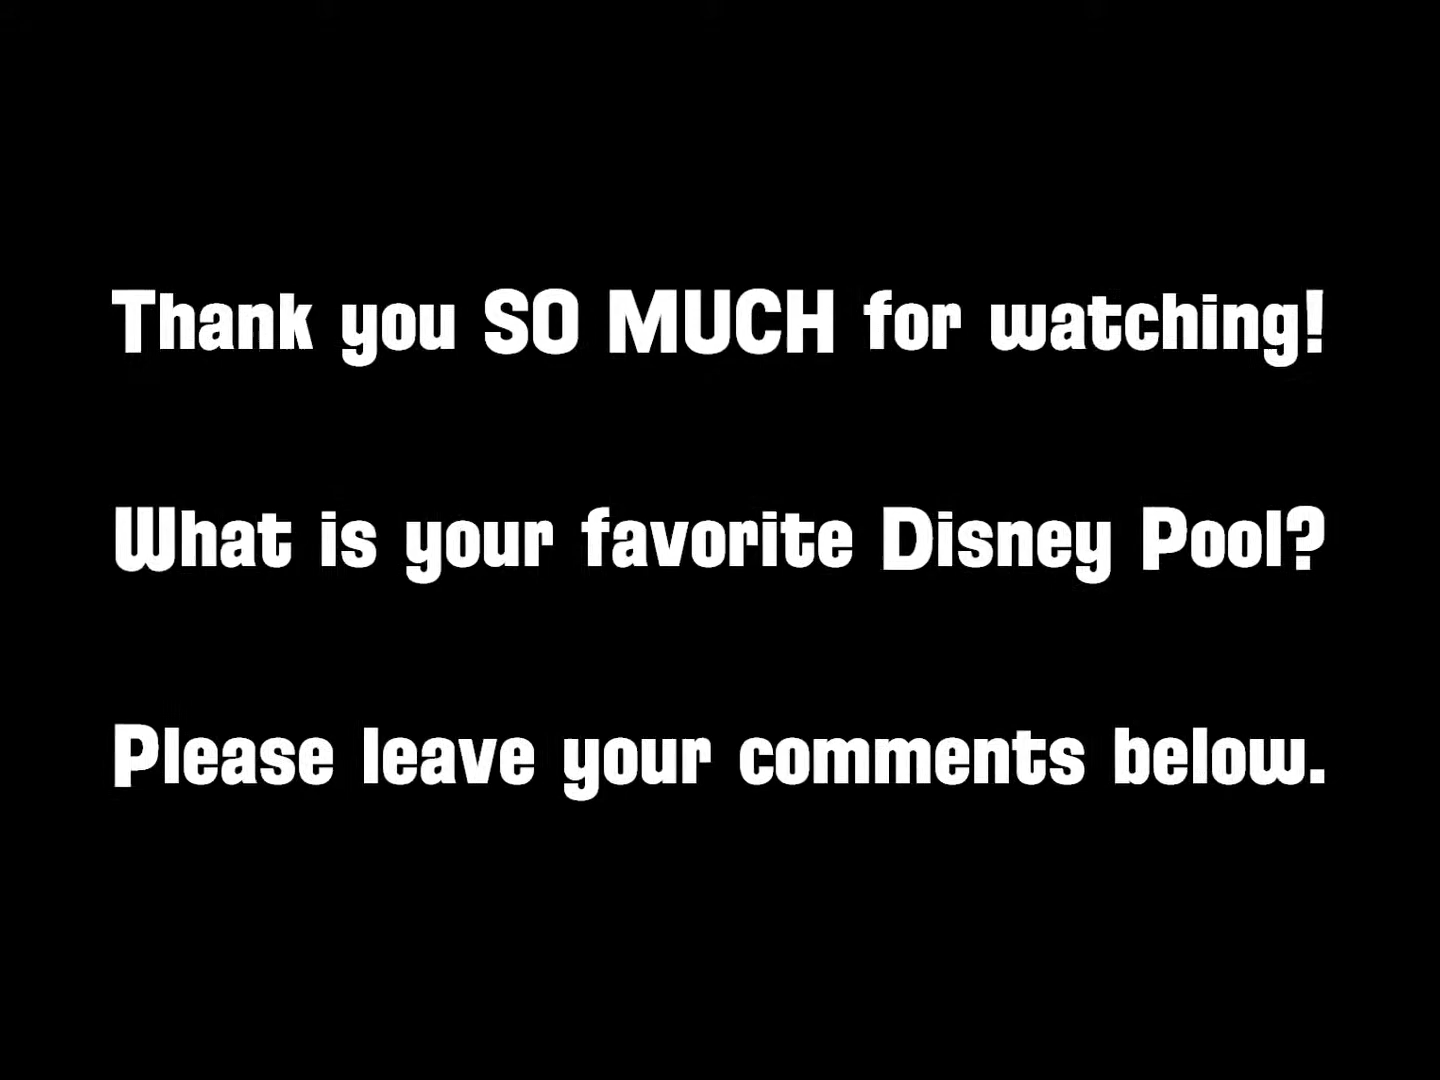 Thank you SO MUCH for watching!
What is your favorite Disney Pool?
Please leave your comments below.